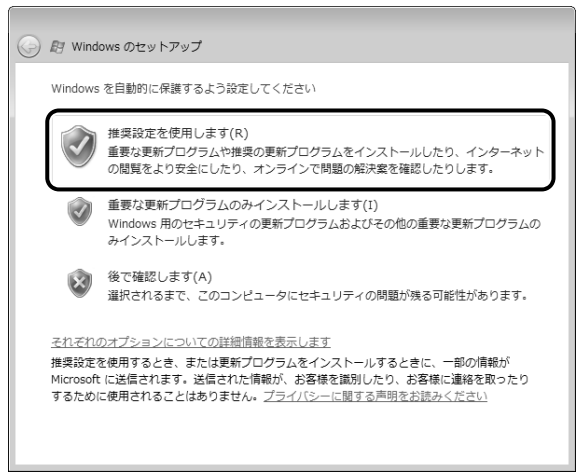 Windows のセットアップ
Windows を自動的に保護するよう設定してください
推奨設定を使用します(R)
重要な更新プログラムや推奨の更新プログラムをインストールしたり、インターネット
の閲覧をより安全にしたり、オンラインで問題の解決案を確認したりします。
重要な更新プログラムのみインストールします(I)
Windows 用のセキュリティの更新プログラムおよびその他の重要な更新プログラムの
みインストールします。
後で確認します(A)
選択されるまで、このコンピュータにセキュリティの問題が残る可能性があります。
それぞれのオプションについての詳細情報を表示します
推奨設定を使用するとき、または更新プログラムをインストールするときに、一部の情報が
Microsoft に送信されます。送信された情報が、お客様を識別したり、お客様に連絡を取ったり
するために使用されることはありません。プライバシーに関する声明をお読みください